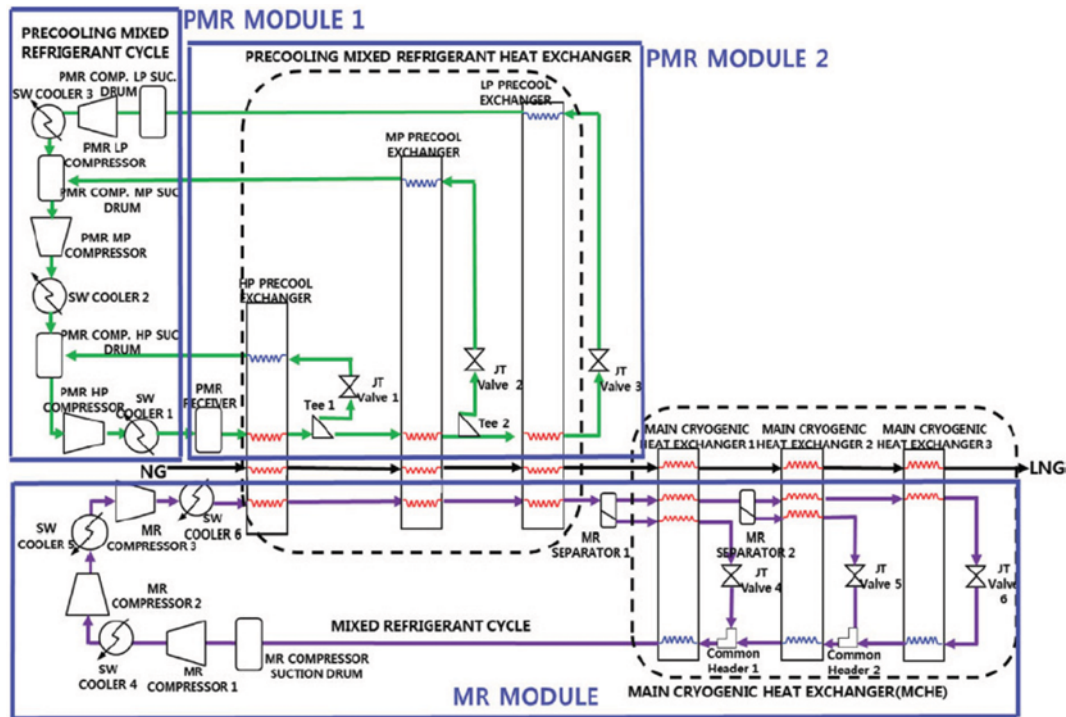 PMR MODULE 1
PRECOOLING MIXED
REFRIGERANT CYCLE
PMR COMP. LP SUC.
DRUM
SW COOLER 3
PMR LP
COMPRESSOR
PMR COMP. MP SUC.
DRUM
PMR MP
COMPRESSOR
SW COOLER 2
PMR COMP. HP SUC.
DRUM
PMR HP
COMPRESSOR
SW
COOLER 1
PMR MODULE 2
PRECOOLING MIXED REFRIGERANT HEAT EXCHANGER
LP PRECOOL
EXCHANGER
MP PRECOOL
EXCHANGER
HP PRECOOL
EXCHANGER
PMR
RECEIVER
Tee 1
JT
Valve 1
Tee 2
JT
Valve 2
JT
Valve 3
MAIN CRYOGENIC
HEAT EXCHANGER 1
MAIN CRYOGENIC
HEAT EXCHANGER 2
MAIN CRYOGENIC
HEAT EXCHANGER 3
NG
LNG
SW
COOLER 5
MR
COMPRESSOR 3
SW
COOLER 6
MR
SEPARATOR 1
MR
SEPARATOR 2
JT
Valve 4
JT
Valve 5
JT
Valve
6
MR
COMPRESSOR 2
SW
COOLER 4
MR
COMPRESSOR 1
MR COMPRESSOR
SUCTION DRUM
MIXED REFRIGERANT CYCLE
Common
Header 1
Common
Header 2
MR MODULE
MAIN CRYOGENIC HEAT EXCHANGER(MCHE)